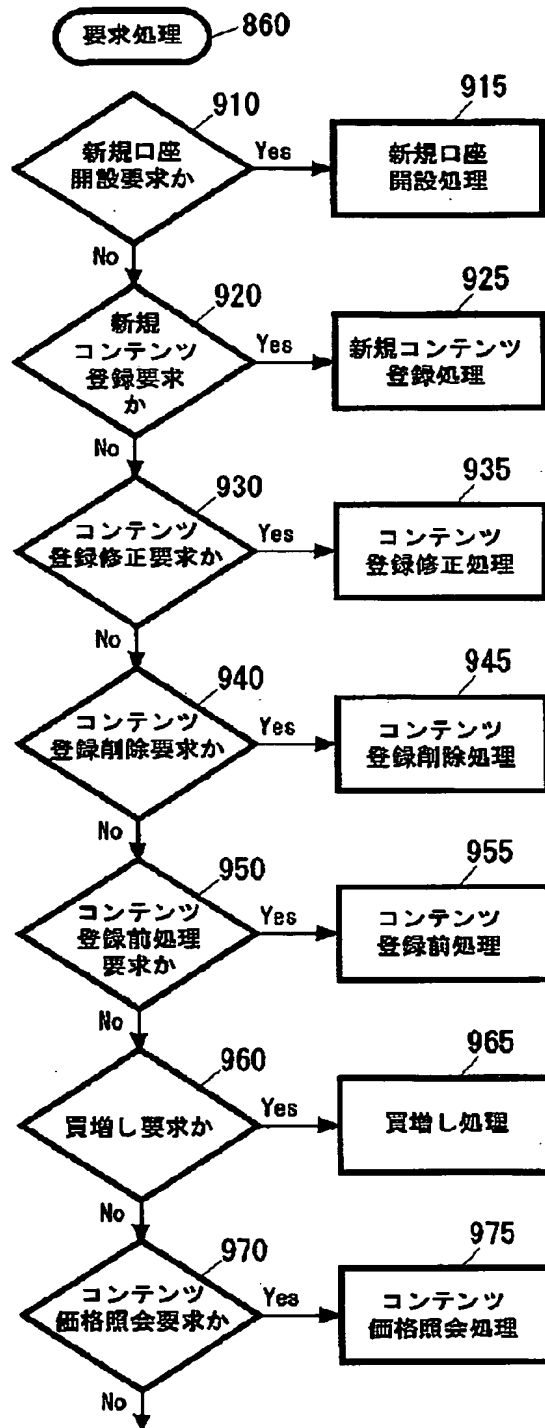 要求処理
860
910
新規口座
開設要求か
Yes
915
新規口座
開設処理
No
920
新規
コンテンツ
登録要求
か
Yes
925
新規コンテンツ
登録処理
No
930
コンテンツ
登録修正要求か
Yes
935
コンテンツ
登録修正処理
No
940
コンテンツ
登録削除要求か
Yes
945
コンテンツ
登録削除処理
No
950
コンテンツ
登録前処理
要求か
Yes
955
コンテンツ
登録前処理
No
960
買増し要求か
Yes
965
買増し処理
No
970
コンテンツ
価格照会要求か
Yes
975
コンテンツ
価格照会処理
No